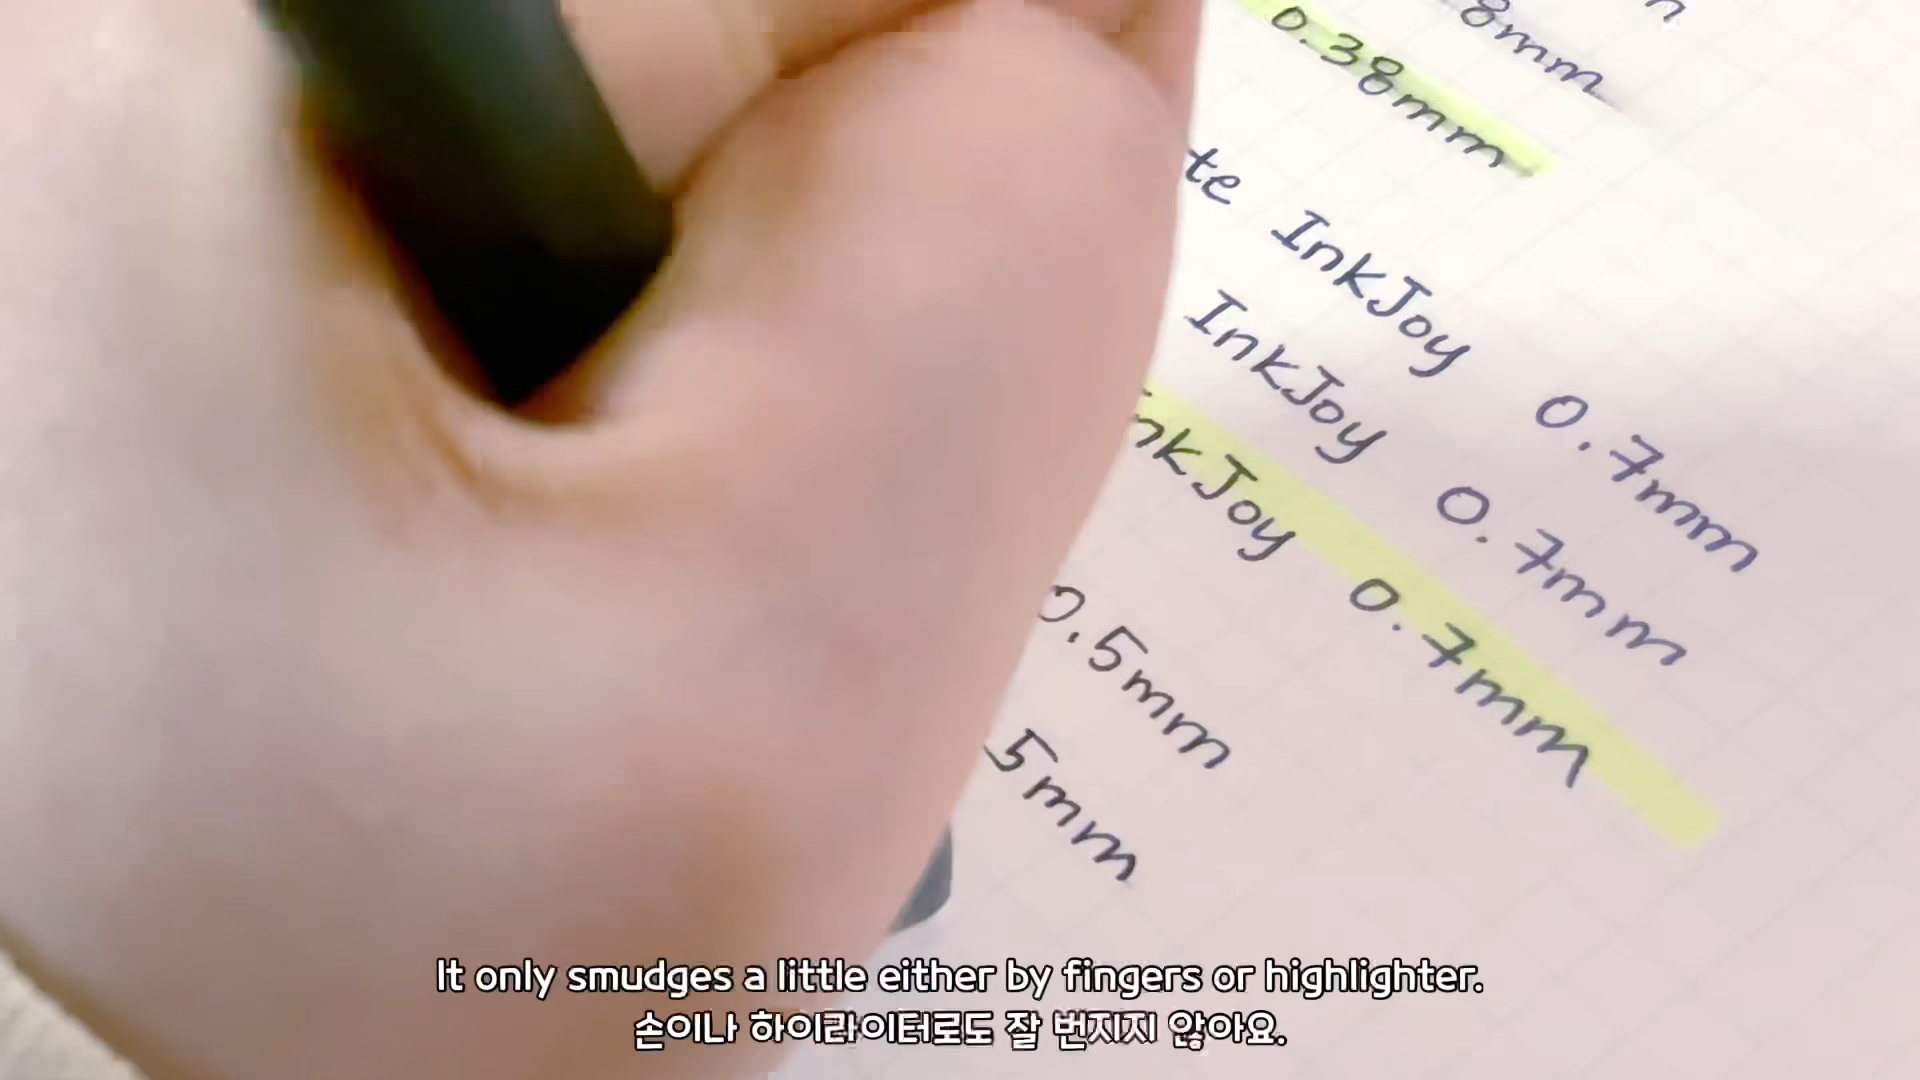 8mm
0.38mm
te InkJoy 0.7mm
InkJoy 0.7mm
nkJoy 0.7mm
0.5mm
5mm
It only smudges a little either by fingers or highlighter.
손이나 하이라이터로도 잘 번지지 않아요.